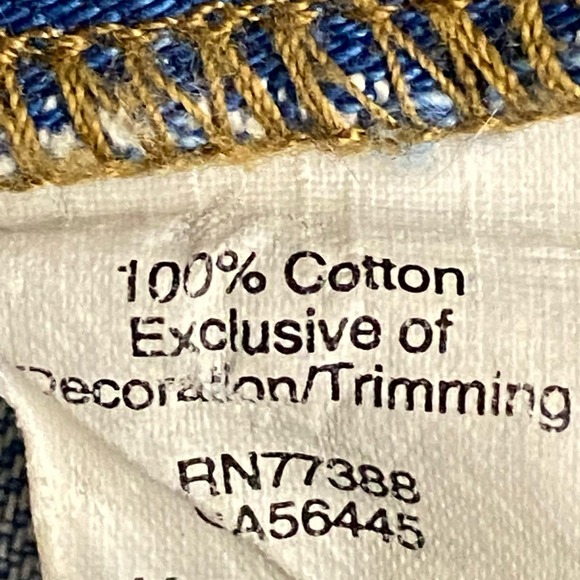 100% Cotton
Exclusive of
Decoration/Trimming
RN77388
CA56445